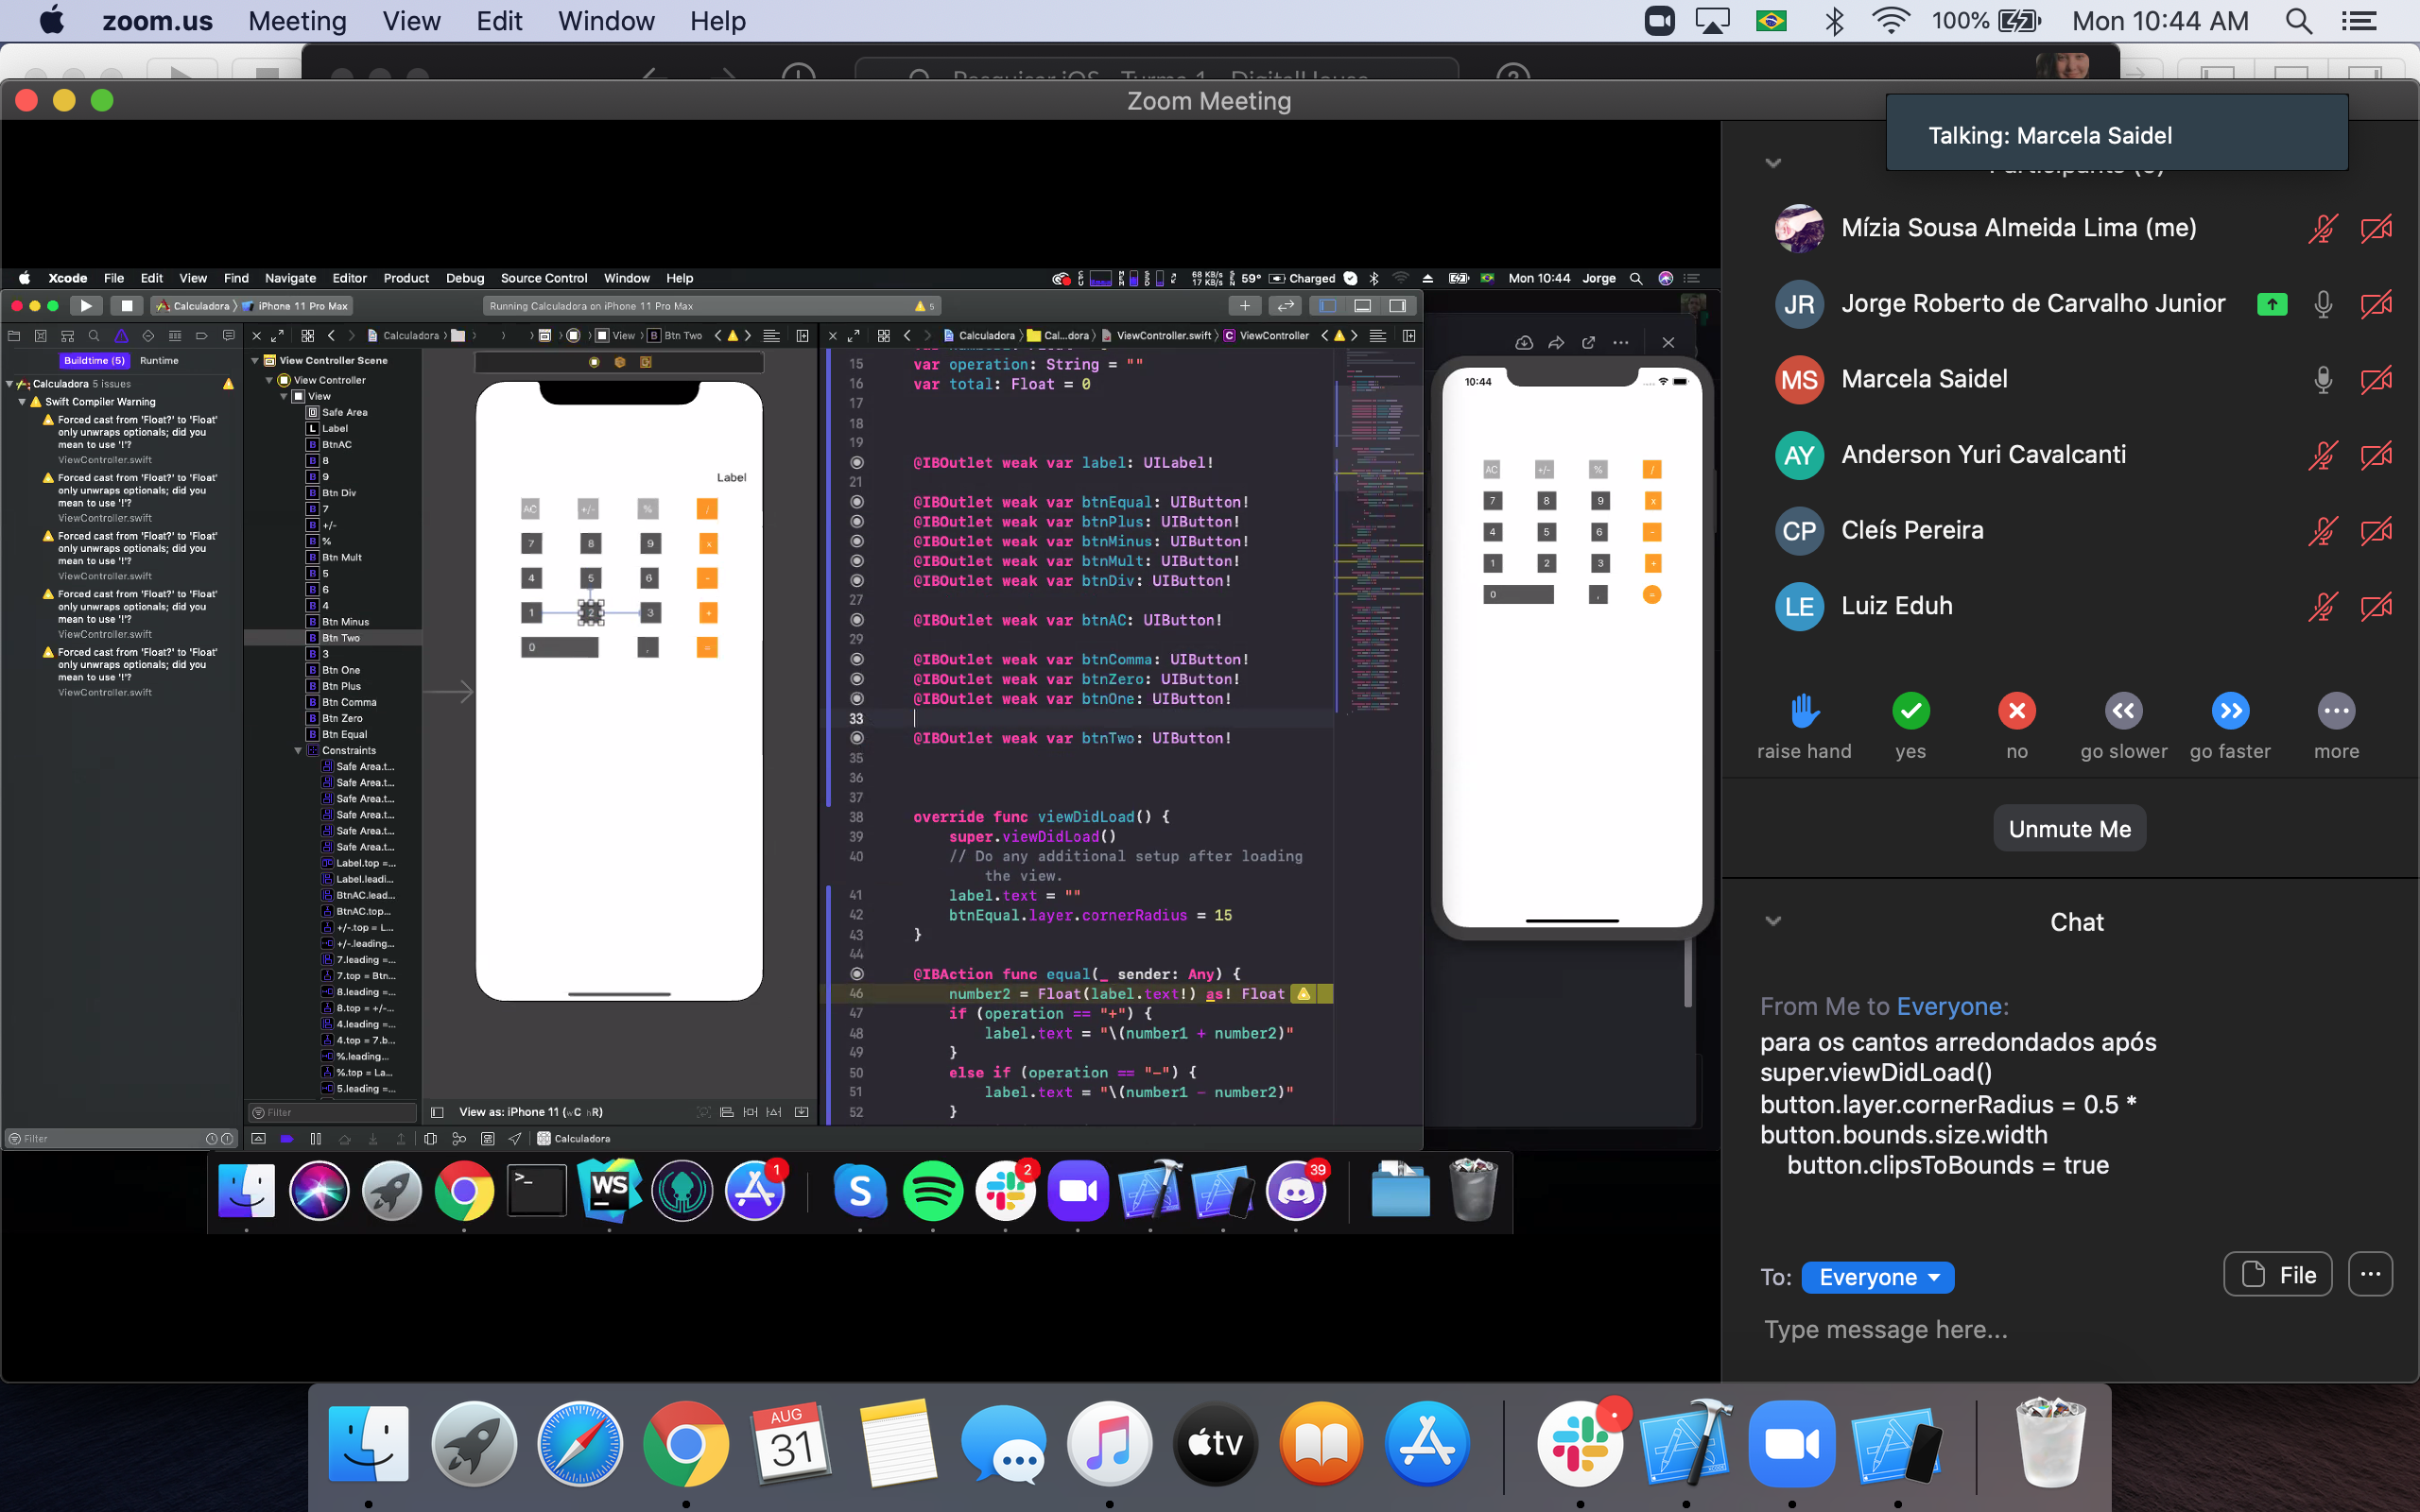 zoom.us Meeting View Edit Window Help
100% Mon 10:44 AM
Zoom Meeting
Talking: Marcela Saidel
Mízia Sousa Almeida Lima (me)
JR Jorge Roberto de Carvalho Junior
MS Marcela Saidel
AY Anderson Yuri Cavalcanti
CP Cleís Pereira
LE Luiz Eduh
raise hand yes no go slower go faster more
Unmute Me
Chat
From Me to Everyone:
para os cantos arredondados após
super.viewDidLoad()
button.layer.cornerRadius = 0.5 *
button.bounds.size.width
button.clipsToBounds = true
To: Everyone File
Type message here...
Xcode File Edit View Find Navigate Editor Product Debug Source Control Window Help
68 KB/s
17 KB/s
59° Charged Mon 10:44 Jorge
Calculadora iPhone 11 Pro Max
Running Calculadora on iPhone 11 Pro Max
5
Calculadora View Btn Two
Calculadora Cal...dora ViewController.swift ViewController
Buildtime (5) Runtime
Calculadora 5 issues
Swift Compiler Warning
Forced cast from 'Float?' to 'Float'
only unwraps optionals; did you
mean to use '!'?
ViewController.swift
Forced cast from 'Float?' to 'Float'
only unwraps optionals; did you
mean to use '!'?
ViewController.swift
Forced cast from 'Float?' to 'Float'
only unwraps optionals; did you
mean to use '!'?
ViewController.swift
Forced cast from 'Float?' to 'Float'
only unwraps optionals; did you
mean to use '!'?
ViewController.swift
Forced cast from 'Float?' to 'Float'
only unwraps optionals; did you
mean to use '!'?
ViewController.swift
Filter
View Controller Scene
View Controller
View
Safe Area
L Label
B BtnAC
B 8
B 9
B Btn Div
B 7
B +/-
B %
B Btn Mult
B 5
B 6
B 4
B Btn Minus
B Btn Two
B 3
B Btn One
B Btn Plus
B Btn Comma
B Btn Zero
B Btn Equal
Constraints
Safe Area.t...
Safe Area.t...
Safe Area.t...
Safe Area.t...
Safe Area.t...
Safe Area.t...
Label.top =...
Label.leadi...
BtnAC.lead...
BtnAC.top...
+/-.top = L...
+/-.leading...
7.leading =...
7.top = Btn...
8.leading =...
8.top = +/-...
4.leading =...
4.top = 7.b...
%.leading...
%.top = La...
5.leading =...
Filter
Label
AC +/- % /
7 8 9 x
4 5 6 -
1 2 3 +
0 , =
View as: iPhone 11 (wC hR)
Calculadora
15 var operation: String = ""
16 var total: Float = 0
17
18
19
@IBOutlet weak var label: UILabel!
21
@IBOutlet weak var btnEqual: UIButton!
@IBOutlet weak var btnPlus: UIButton!
@IBOutlet weak var btnMinus: UIButton!
@IBOutlet weak var btnMult: UIButton!
@IBOutlet weak var btnDiv: UIButton!
27
@IBOutlet weak var btnAC: UIButton!
29
@IBOutlet weak var btnComma: UIButton!
@IBOutlet weak var btnZero: UIButton!
@IBOutlet weak var btnOne: UIButton!
33
@IBOutlet weak var btnTwo: UIButton!
35
36
37
38 override func viewDidLoad() {
39 super.viewDidLoad()
40 // Do any additional setup after loading
the view.
41 label.text = ""
42 btnEqual.layer.cornerRadius = 15
43 }
44
@IBAction func equal(_ sender: Any) {
46 number2 = Float(label.text!) as! Float
47 if (operation == "+") {
48 label.text = "\(number1 + number2)"
49 }
50 else if (operation == "-") {
51 label.text = "\(number1 - number2)"
52 }
10:44
AC +/- % /
7 8 9 x
4 5 6 -
1 2 3 +
0 , =
WS 1 S 2 39
AUG
31
tv